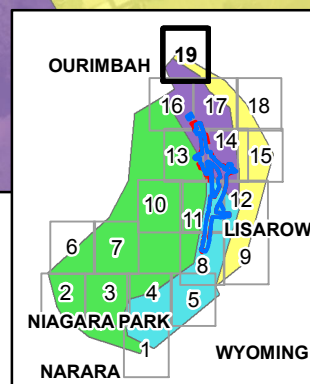 19
OURIMBAH
16 17 18
14
13 15
10 12
11
LISAROW
6 7
8 9
2 3 4 5
NIAGARA PARK
1
WYOMING
NARARA